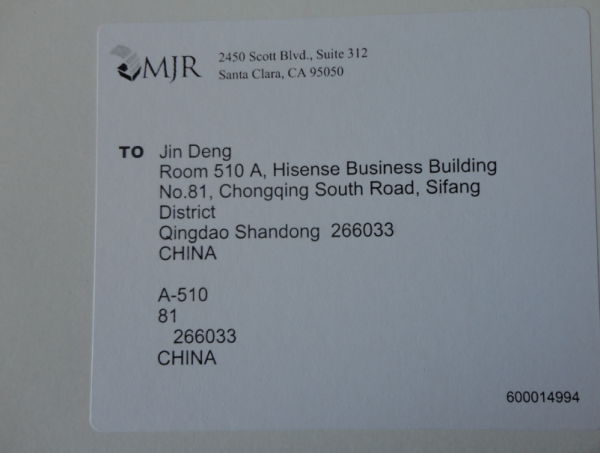 MJR
2450 Scott Blvd., Suite 312
Santa Clara, CA 95050
TO Jin Deng
Room 510 A, Hisense Business Building
No.81, Chongqing South Road, Sifang
District
Qingdao Shandong 266033
CHINA
A-510
81
266033
CHINA
600014994